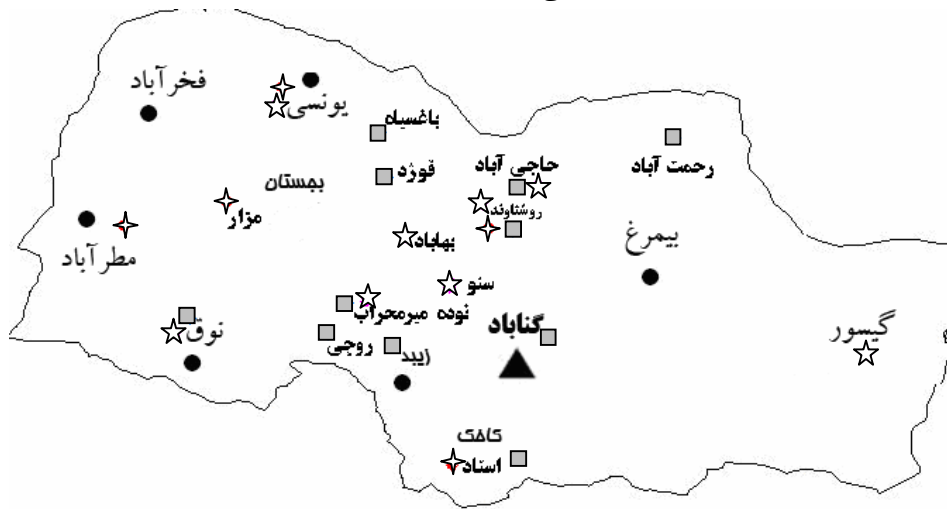 فخرآباد
یونسی
باغسیاه
رحمت آباد
حاجی آباد
قوژد
بجستان
مزار
روشناوند
بهاباد
بیمرغ
مطرآباد
سنو
نوده میرمحراب
گناباد
گیسور
نوق
روچی
زیبد
کاخک
استاد